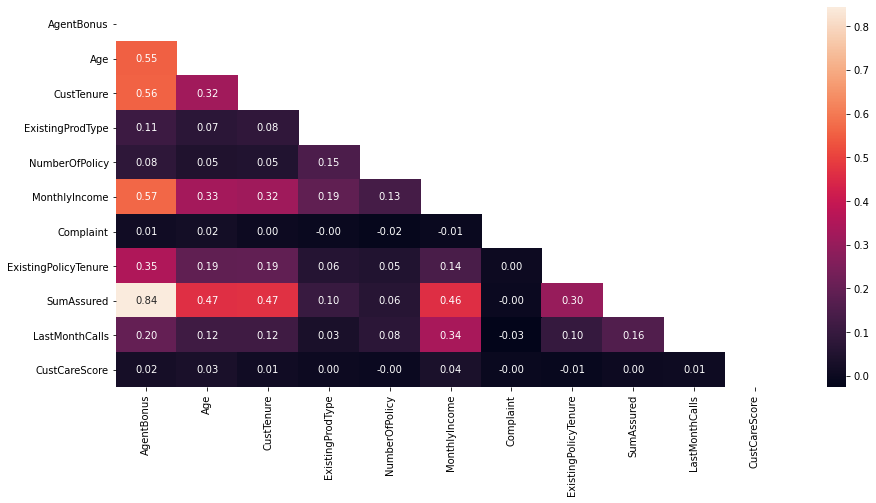 AgentBonus
Age 0.55
CustTenure 0.56 0.32
ExistingProdType 0.11 0.07 0.08
NumberOfPolicy 0.08 0.05 0.05 0.15
MonthlyIncome 0.57 0.33 0.32 0.19 0.13
Complaint 0.01 0.02 0.00 -0.00 -0.02 -0.01
ExistingPolicyTenure 0.35 0.19 0.19 0.06 0.05 0.14 0.00
SumAssured 0.84 0.47 0.47 0.10 0.06 0.46 -0.00 0.30
LastMonthCalls 0.20 0.12 0.12 0.03 0.08 0.34 -0.03 0.10 0.16
CustCareScore 0.02 0.03 0.01 0.00 -0.00 0.04 -0.00 -0.01 0.00 0.01
AgentBonus
Age
CustTenure
ExistingProdType
NumberOfPolicy
MonthlyIncome
Complaint
ExistingPolicyTenure
SumAssured
LastMonthCalls
CustCareScore
0.8
0.7
0.6
0.5
0.4
0.3
0.2
0.1
0.0